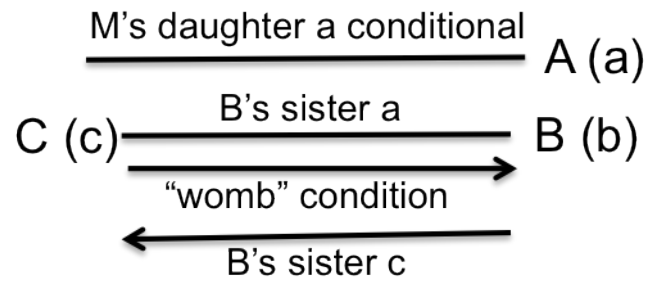 M’s daughter a conditional
A (a)
B’s sister a
C (c)
B (b)
“womb” condition
B’s sister c